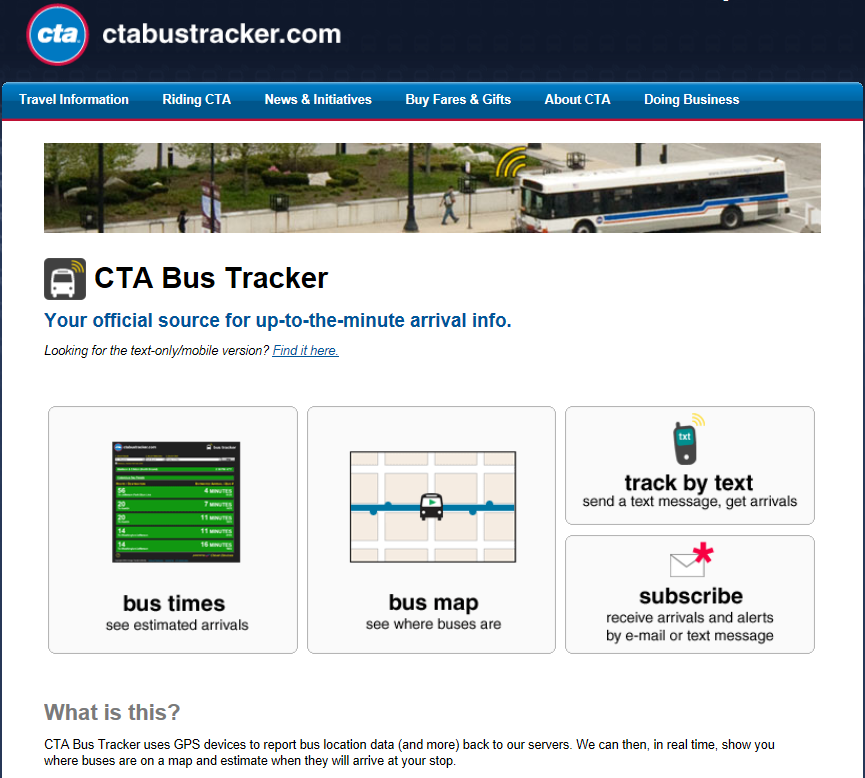 cta
ctabustracker.com
Travel Information Riding CTA News & Initiatives Buy Fares & Gifts About CTA Doing Business
CTA Bus Tracker
Your official source for up-to-the-minute arrival info.
Looking for the text-only/mobile version? Find it here.
ctabustracker.com bus tracker
56 4 MINUTES
20 7 MINUTES
20 11 MINUTES
14 11 MINUTES
14 16 MINUTES
bus times
see estimated arrivals
bus map
see where buses are
txt
track by text
send a text message, get arrivals
subscribe
receive arrivals and alerts
by e-mail or text message
What is this?
CTA Bus Tracker uses GPS devices to report bus location data (and more) back to our servers. We can then, in real time, show you
where buses are on a map and estimate when they will arrive at your stop.